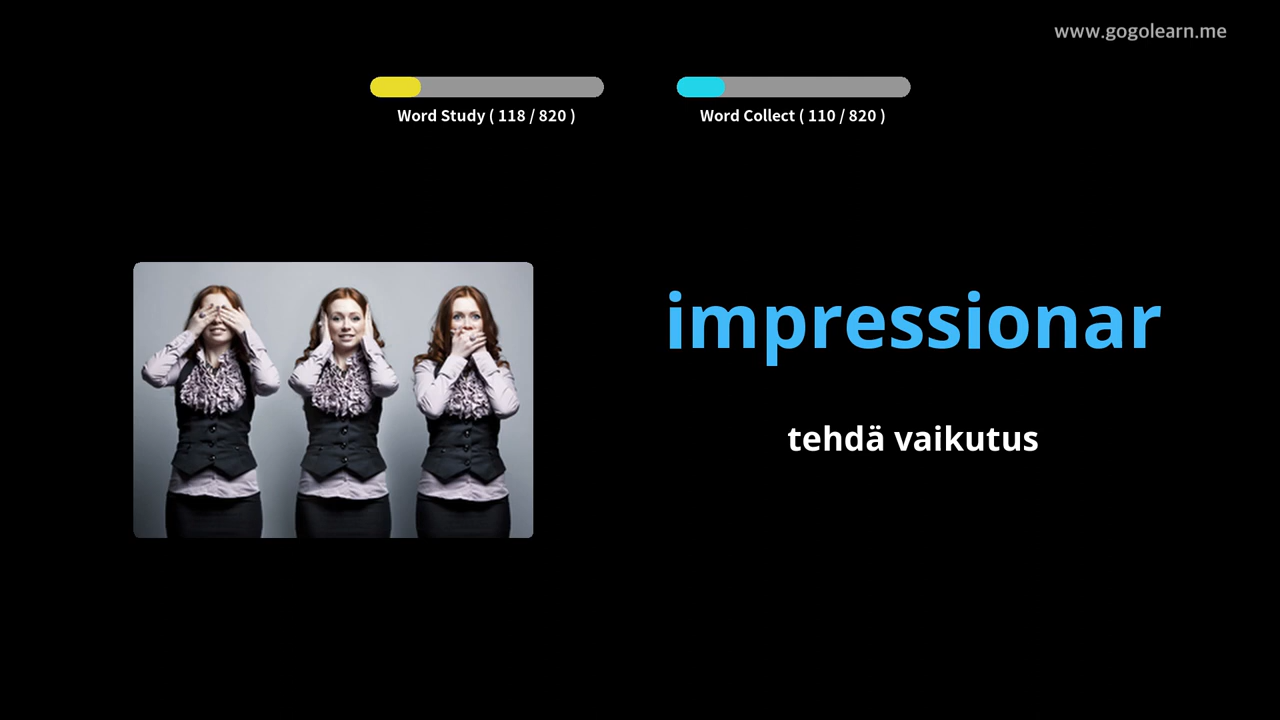 www.gogolearn.me
Word Study ( 118 / 820 )
Word Collect ( 110 / 820 )
impressionar
tehdä vaikutus